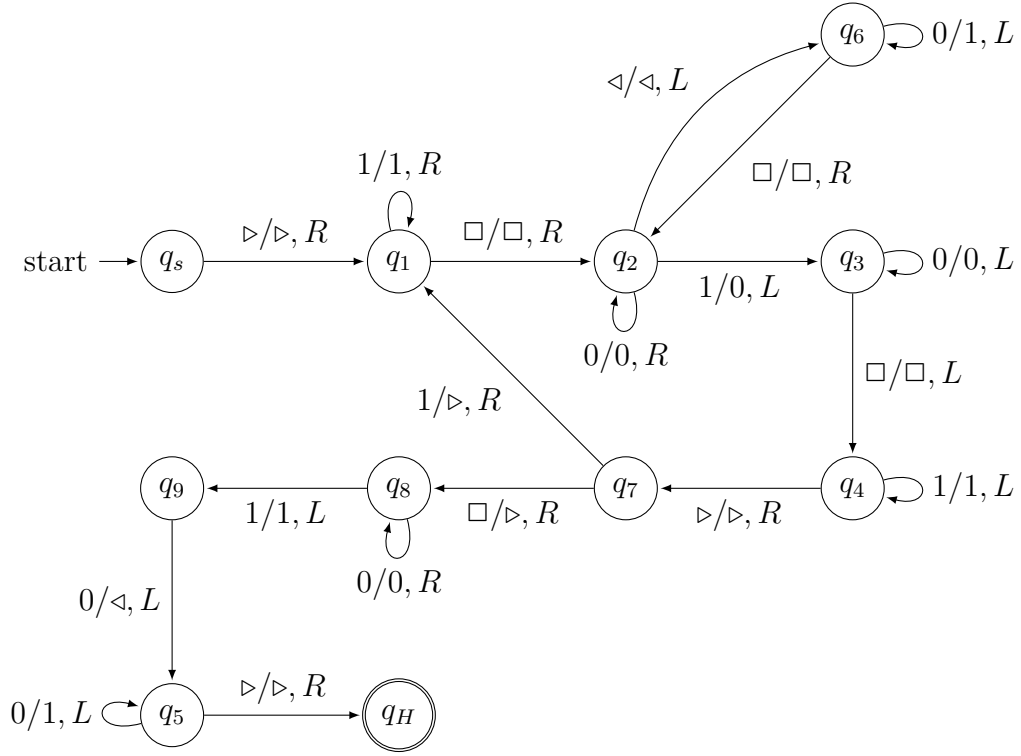 q6
0/1, L
◃/◃, L
□/□, R
1/1, R
start
qs
▹/▹, R
q1
□/□, R
q2
1/0, L
q3
0/0, L
0/0, R
□/□, L
1/▹, R
q9
1/1, L
q8
□/▹, R
q7
▹/▹, R
q4
1/1, L
0/0, R
0/◃, L
0/1, L
q5
▹/▹, R
qH